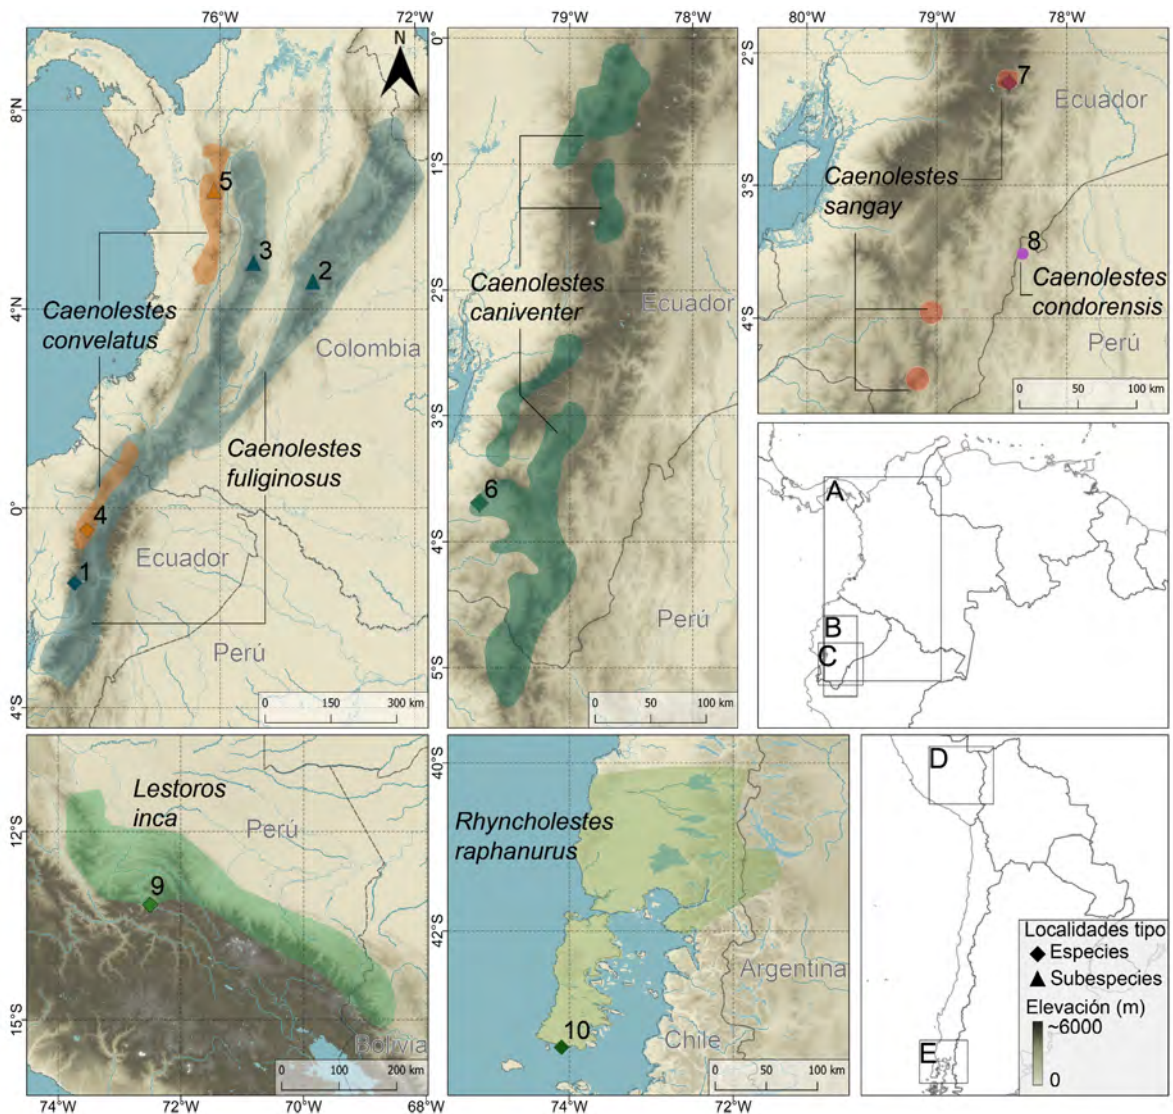 76°W
72°W
N
8°N
4°N
0°
4°S
5
3
2
4
1
Caenolestes
convelatus
Colombia
Caenolestes
fuliginosus
Ecuador
Perú
0 150 300 km
79°W
78°W
0°
1°S
2°S
3°S
4°S
5°S
Caenolestes
caniventer
Ecuador
6
Perú
0 50 100 km
80°W
79°W
78°W
2°S
3°S
4°S
7
Ecuador
Caenolestes
sangay
8
Caenolestes
condorensis
Perú
0 50 100 km
A
B
C
Lestoros
inca
Perú
12°S
9
15°S
Bolivia
0 100 200 km
74°W
72°W
70°W
68°W
40°S
Rhyncholestes
raphanurus
42°S
Argentina
10
Chile
0 50 100 km
74°W
72°W
D
E
Localidades tipo
Especies
Subespecies
Elevación (m)
~6000
0